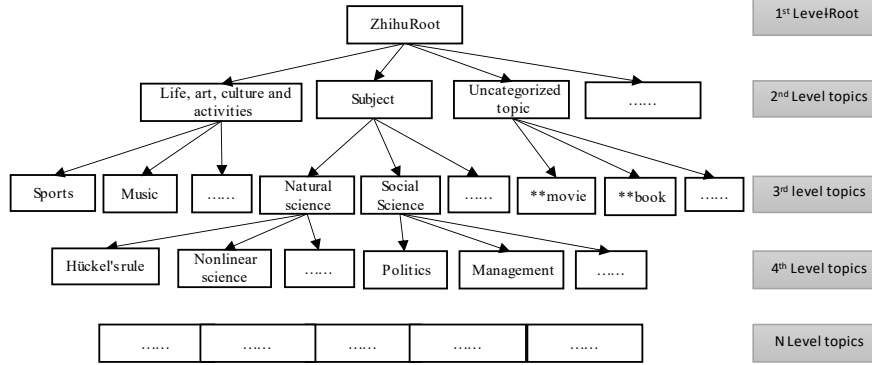 ZhihuRoot
1st Level-Root
Life, art, culture and
activities
Subject
Uncategorized
topic
……
2nd Level topics
Sports
Music
……
Natural
science
Social
Science
……
**movie
**book
……
3rd level topics
Hückel's rule
Nonlinear
science
……
Politics
Management
……
4th Level topics
……
……
……
……
……
N Level topics